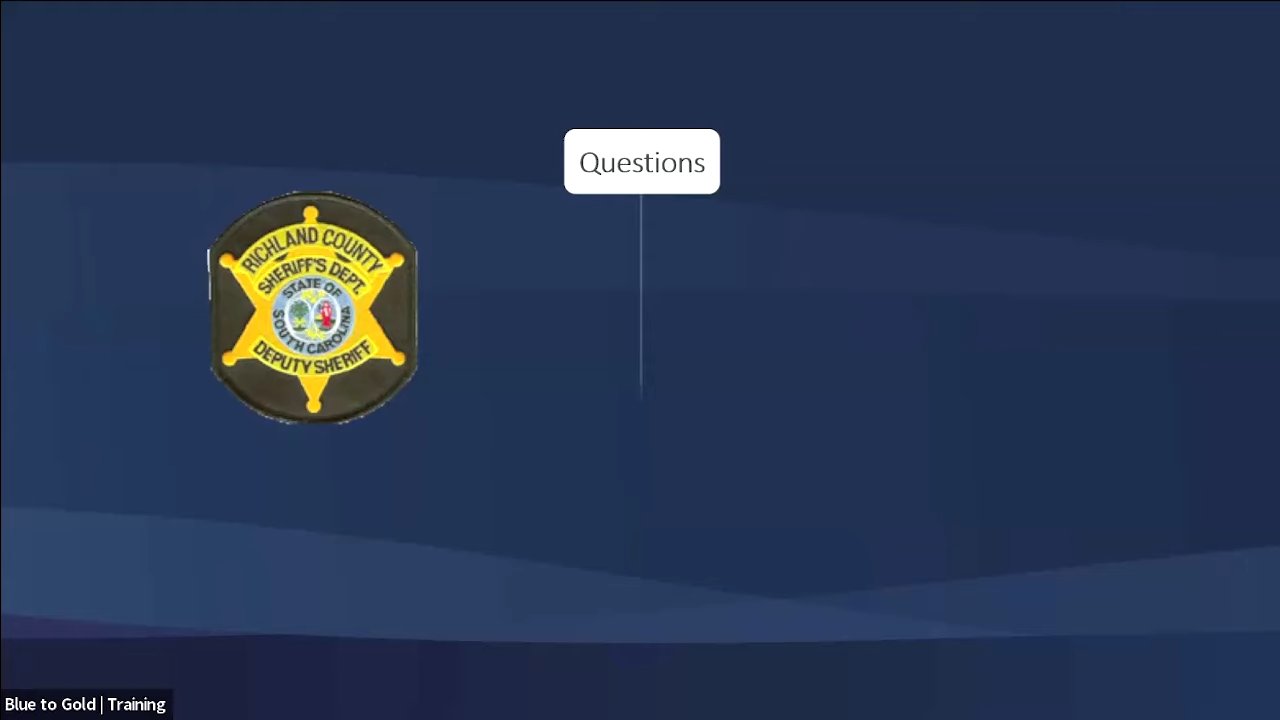 Questions
RICHLAND COUNTY
SHERIFF'S DEPT.
STATE OF
SOUTH CAROLINA
DEPUTY SHERIFF
Blue to Gold | Training